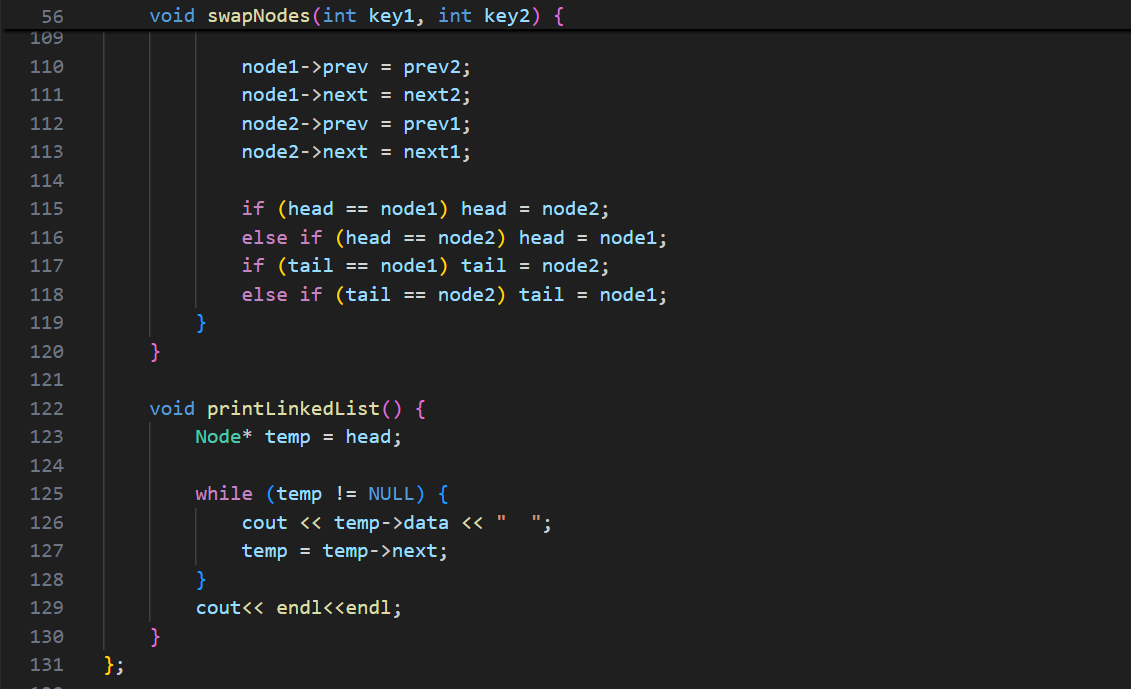 56 void swapNodes(int key1, int key2) {
109
110 node1->prev = prev2;
111 node1->next = next2;
112 node2->prev = prev1;
113 node2->next = next1;
114
115 if (head == node1) head = node2;
116 else if (head == node2) head = node1;
117 if (tail == node1) tail = node2;
118 else if (tail == node2) tail = node1;
119 }
120 }
121
122 void printLinkedList() {
123 Node* temp = head;
124
125 while (temp != NULL) {
126 cout << temp->data << "  ";
127 temp = temp->next;
128 }
129 cout<< endl<<endl;
130 }
131 };